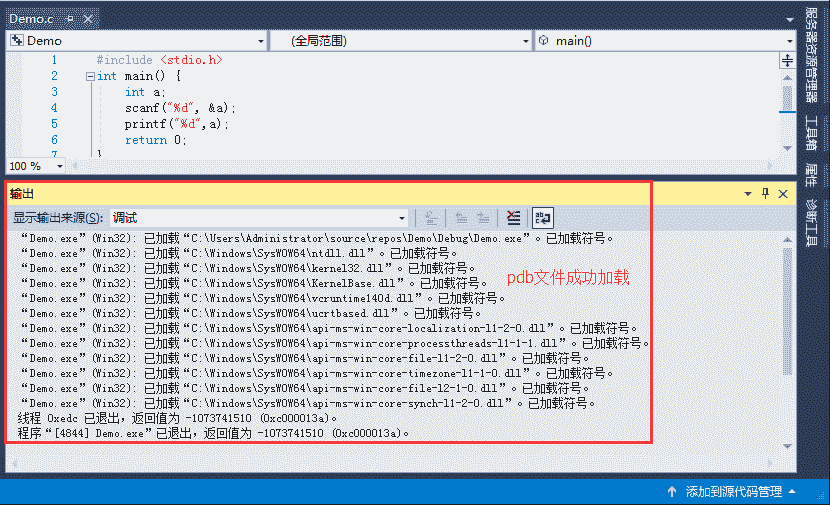 Demo.c
Demo
(全局范围)
main()
1 #include <stdio.h>
2 int main() {
3 int a;
4 scanf("%d", &a);
5 printf("%d",a);
6 return 0;
7 }
100 %
输出
显示输出来源(S): 调试
“Demo.exe”(Win32): 已加载“C:\Users\Administrator\source\repos\Demo\Debug\Demo.exe”。已加载符号。
“Demo.exe”(Win32): 已加载“C:\Windows\SysWOW64\ntdll.dll”。已加载符号。
“Demo.exe”(Win32): 已加载“C:\Windows\SysWOW64\kernel32.dll”。已加载符号。
“Demo.exe”(Win32): 已加载“C:\Windows\SysWOW64\KernelBase.dll”。已加载符号。
pdb文件成功加载
“Demo.exe”(Win32): 已加载“C:\Windows\SysWOW64\vcruntime140d.dll”。已加载符号。
“Demo.exe”(Win32): 已加载“C:\Windows\SysWOW64\ucrtbased.dll”。已加载符号。
“Demo.exe”(Win32): 已加载“C:\Windows\SysWOW64\api-ms-win-core-localization-l1-2-0.dll”。已加载符号。
“Demo.exe”(Win32): 已加载“C:\Windows\SysWOW64\api-ms-win-core-processthreads-l1-1-1.dll”。已加载符号。
“Demo.exe”(Win32): 已加载“C:\Windows\SysWOW64\api-ms-win-core-file-l1-2-0.dll”。已加载符号。
“Demo.exe”(Win32): 已加载“C:\Windows\SysWOW64\api-ms-win-core-timezone-l1-1-0.dll”。已加载符号。
“Demo.exe”(Win32): 已加载“C:\Windows\SysWOW64\api-ms-win-core-file-l2-1-0.dll”。已加载符号。
“Demo.exe”(Win32): 已加载“C:\Windows\SysWOW64\api-ms-win-core-synch-l1-2-0.dll”。已加载符号。
线程 0xedc 已退出，返回值为 -1073741510 (0xc000013a)。
程序“[4844] Demo.exe”已退出，返回值为 -1073741510 (0xc000013a)。
服务器资源管理器
工具箱
属性
诊断工具
添加到源代码管理